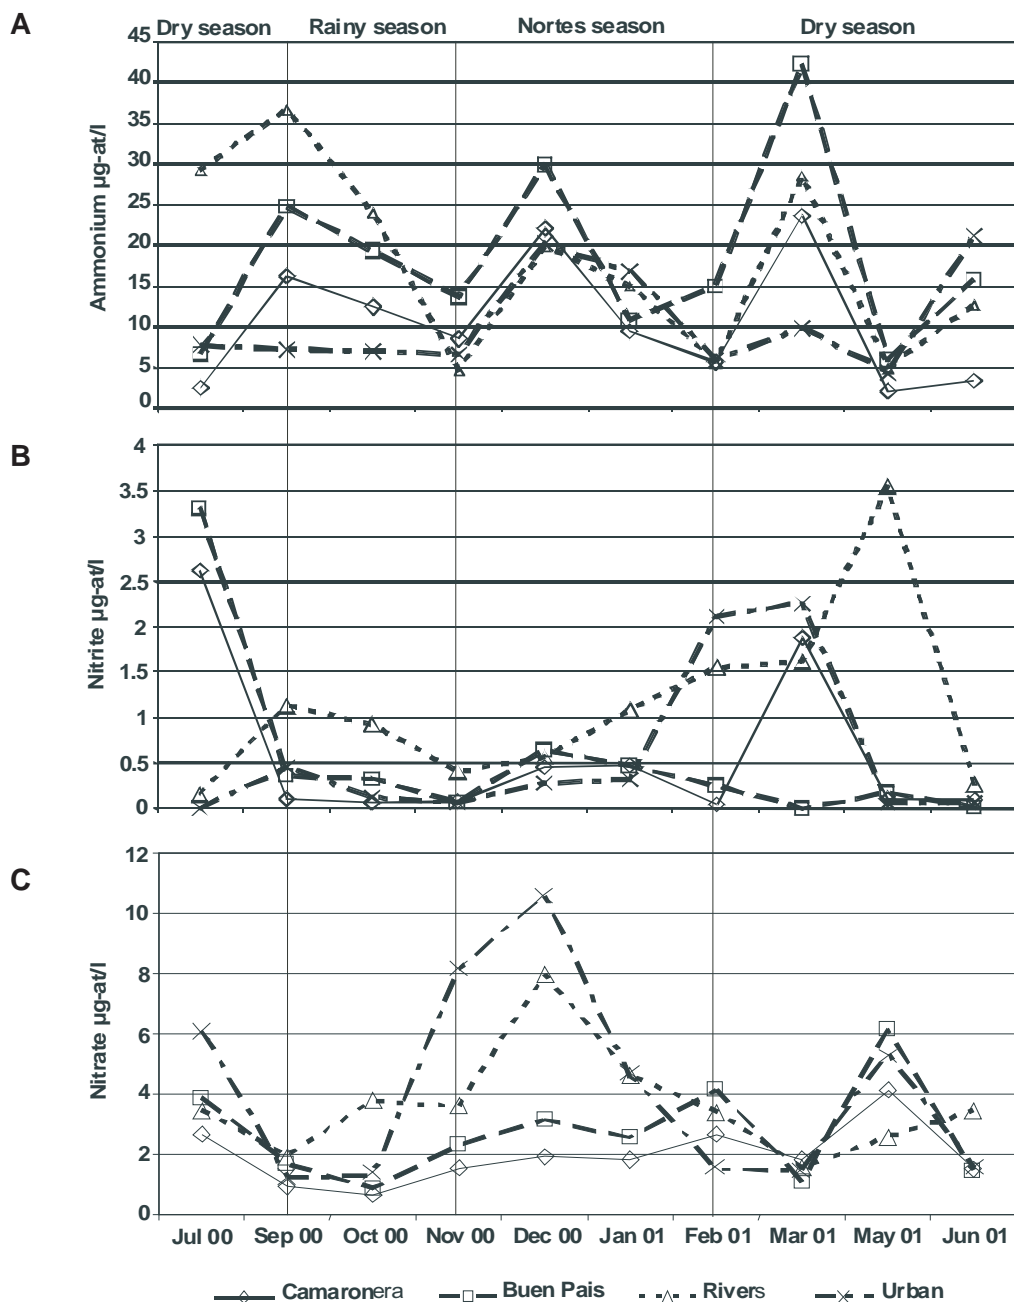 A
Dry season Rainy season Nortes season Dry season
45
40
35
30
25
20
15
10
5
0
Ammonium µg-at/l
B
4
3.5
3
2.5
2
1.5
1
0.5
0
Nitrite µg-at/l
C
12
10
8
6
4
2
0
Nitrate µg-at/l
Jul 00 Sep 00 Oct 00 Nov 00 Dec 00 Jan 01 Feb 01 Mar 01 May 01 Jun 01
Camaronera Buen Pais Rivers Urban